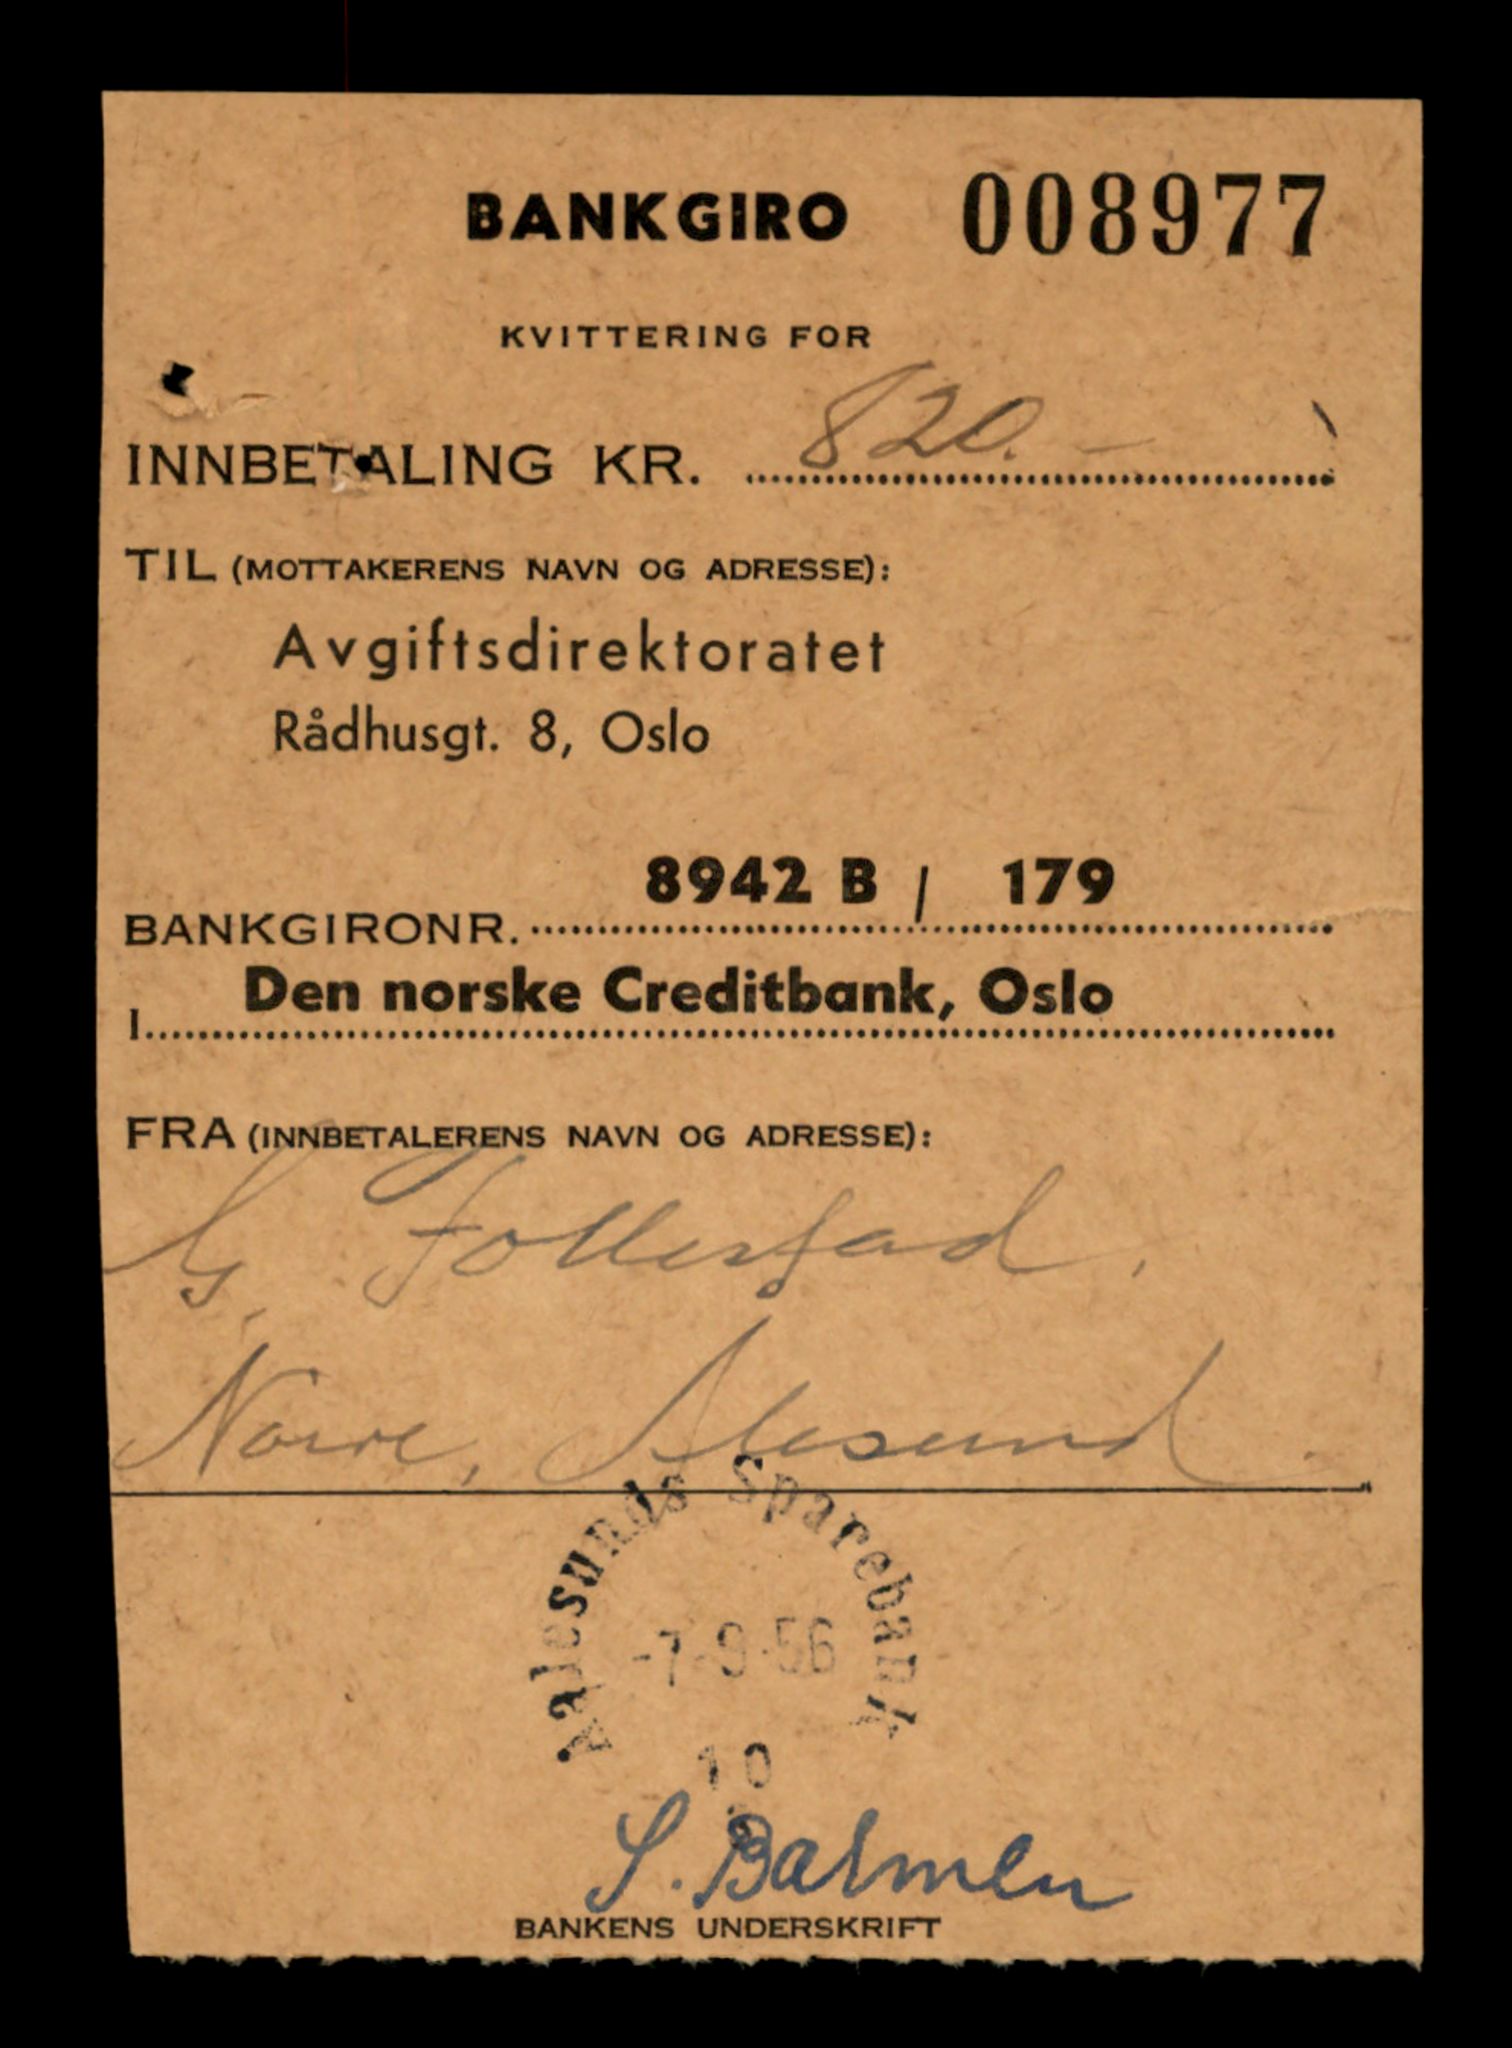 BANKGIRO 008977
KVITTERING FOR
INNBETALING KR. 820.-
TIL (MOTTAKERENS NAVN OG ADRESSE):
Avgiftsdirektoratet
Rådhusgt. 8, Oslo
8942 B / 179
BANKGIRONR.
Den norske Creditbank, Oslo
I
FRA (INNBETALERENS NAVN OG ADRESSE):
G. Follestad.
Norve, Alesund.
Aalesunds Sparebank
-7.9.56
10
S. Balmen
BANKENS UNDERSKRIFT